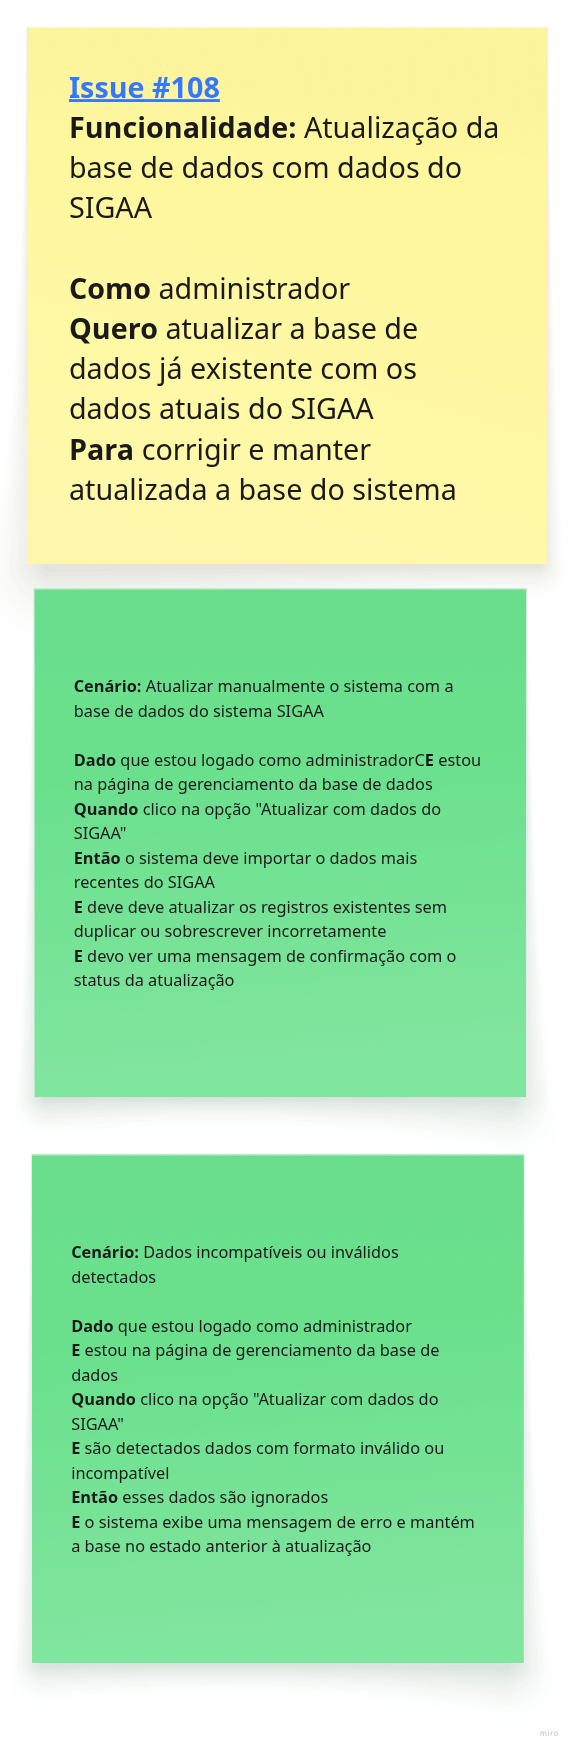 Issue #108
Funcionalidade: Atualização da
base de dados com dados do
SIGAA
Como administrador
Quero atualizar a base de
dados já existente com os
dados atuais do SIGAA
Para corrigir e manter
atualizada a base do sistema
Cenário: Atualizar manualmente o sistema com a
base de dados do sistema SIGAA
Dado que estou logado como administradorCE estou
na página de gerenciamento da base de dados
Quando clico na opção "Atualizar com dados do
SIGAA"
Então o sistema deve importar o dados mais
recentes do SIGAA
E deve deve atualizar os registros existentes sem
duplicar ou sobrescrever incorretamente
E devo ver uma mensagem de confirmação com o
status da atualização
Cenário: Dados incompatíveis ou inválidos
detectados
Dado que estou logado como administrador
E estou na página de gerenciamento da base de
dados
Quando clico na opção "Atualizar com dados do
SIGAA"
E são detectados dados com formato inválido ou
incompatível
Então esses dados são ignorados
E o sistema exibe uma mensagem de erro e mantém
a base no estado anterior à atualização
miro